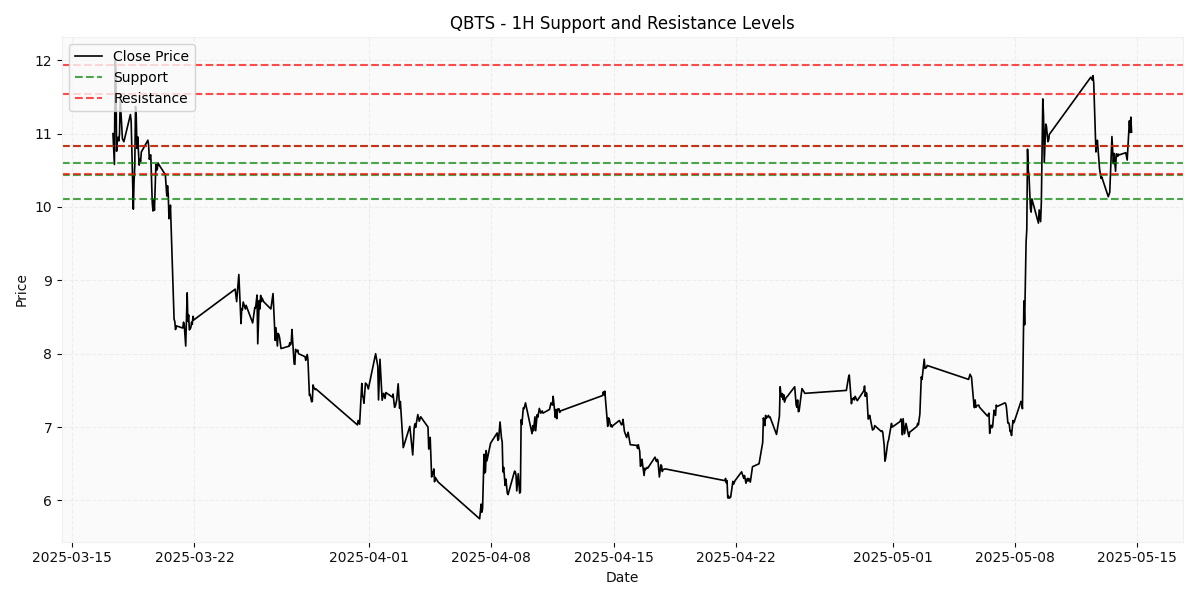 QBTS - 1H Support and Resistance Levels
Close Price
Support
Resistance
Price
12
11
10
9
8
7
6
2025-03-15
2025-03-22
2025-04-01
2025-04-08
2025-04-15
2025-04-22
2025-05-01
2025-05-08
2025-05-15
Date